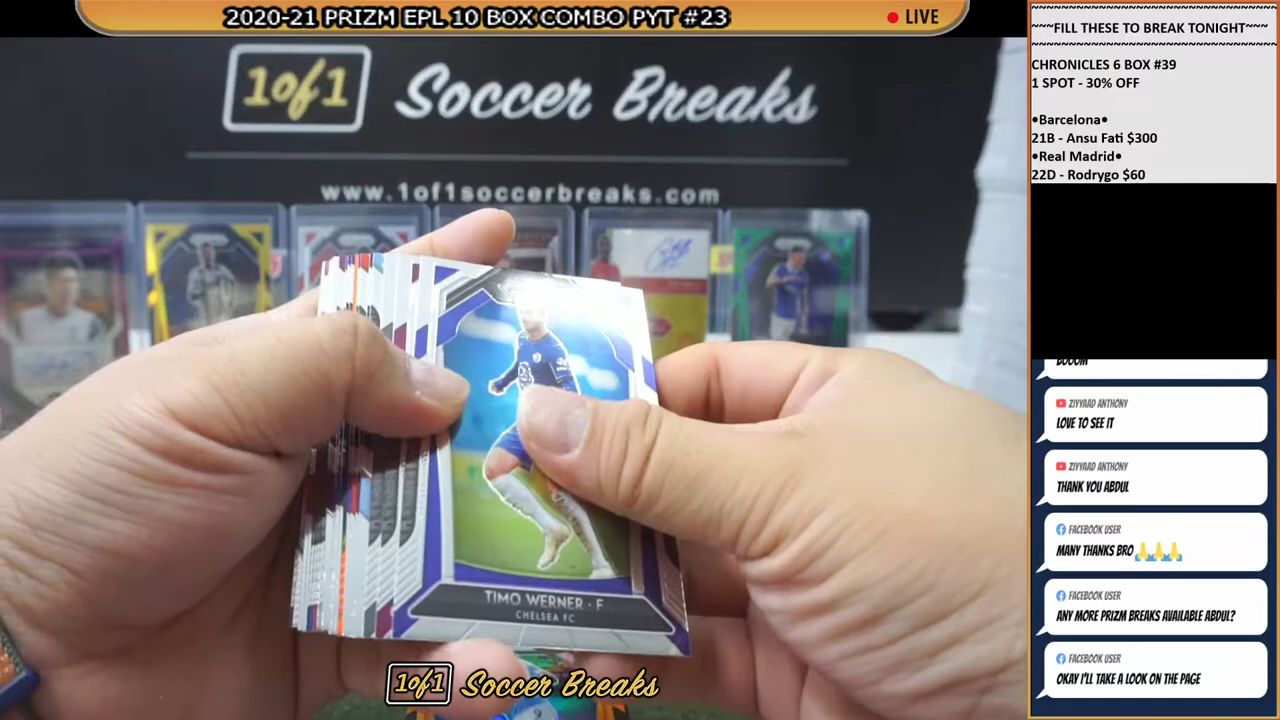 2020-21 PRIZM EPL 10 BOX COMBO PYT #23
LIVE
1of1 Soccer Breaks
www.1of1soccerbreaks.com
TIMO WERNER • F
CHELSEA FC
1of1 Soccer Breaks
~~~FILL THESE TO BREAK TONIGHT~~~
CHRONICLES 6 BOX #39
1 SPOT - 30% OFF
•Barcelona•
21B - Ansu Fati $300
•Real Madrid•
22D - Rodrygo $60
ZIYYAAD ANTHONY
LOVE TO SEE IT
ZIYYAAD ANTHONY
THANK YOU ABDUL
FACEBOOK USER
MANY THANKS BRO 🙏🙏🙏
FACEBOOK USER
ANY MORE PRIZM BREAKS AVAILABLE ABDUL?
FACEBOOK USER
OKAY I'LL TAKE A LOOK ON THE PAGE